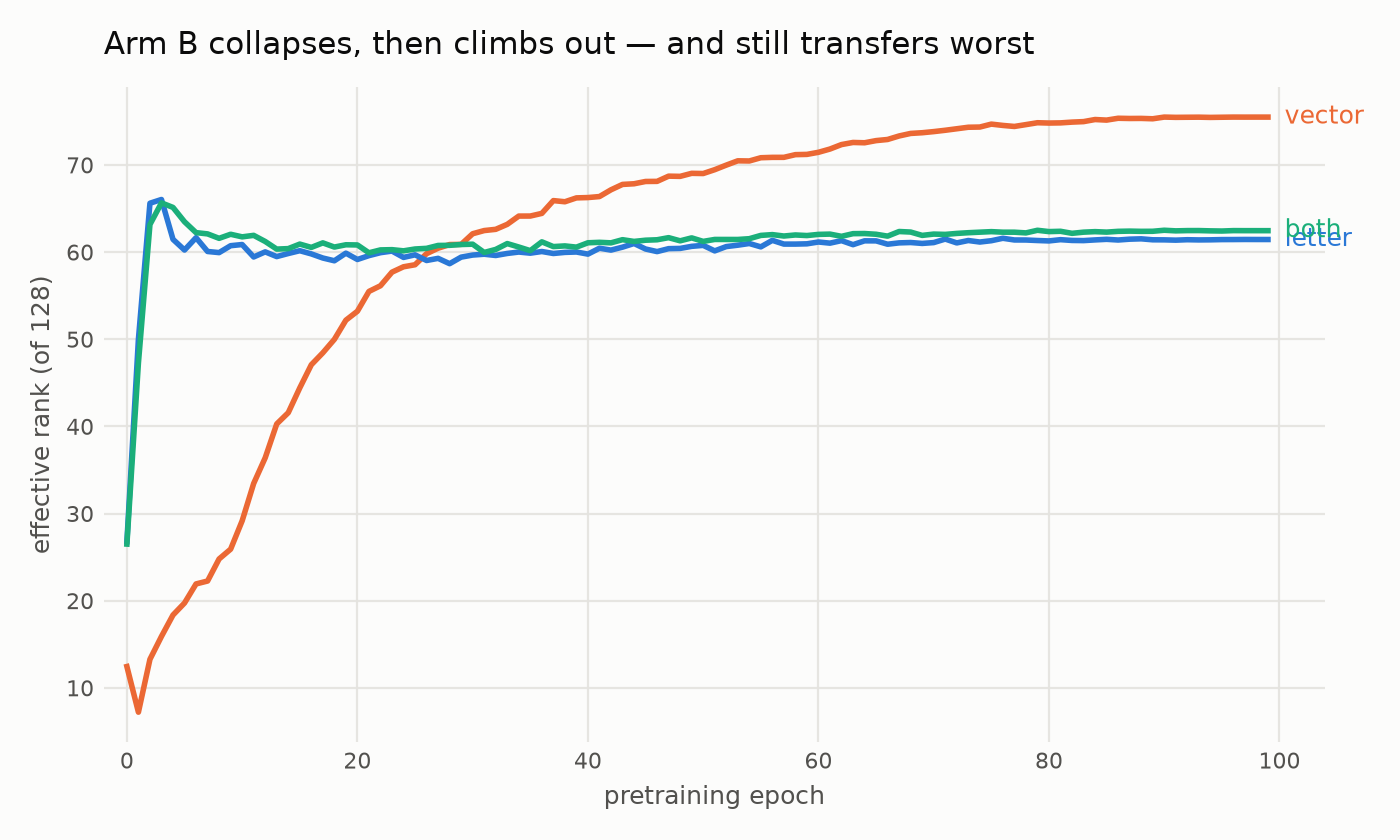 Arm B collapses, then climbs out — and still transfers worst
effective rank (of 128)
70
60
50
40
30
20
10
0
20
40
60
80
100
pretraining epoch
vector
both
letter